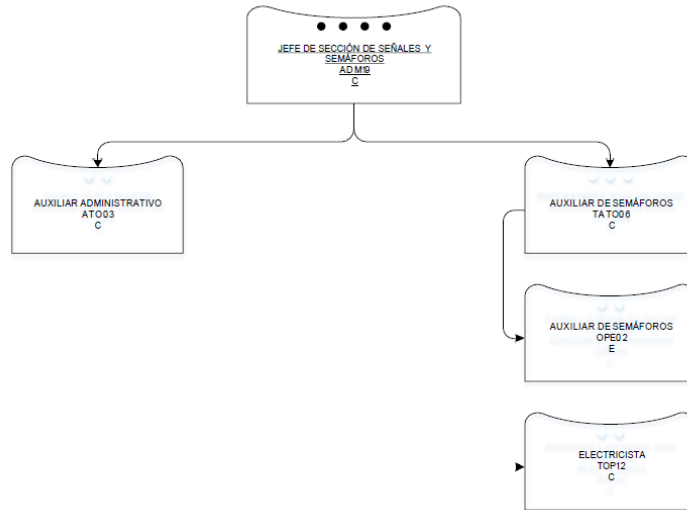 JEFE DE SECCIÓN DE SEÑALES Y
SEMÁFOROS
ADM19
C
AUXILIAR ADMINISTRATIVO
ATO03
C
AUXILIAR DE SEMÁFOROS
TATO06
C
AUXILIAR DE SEMÁFOROS
OPE02
E
ELECTRICISTA
TOP12
C